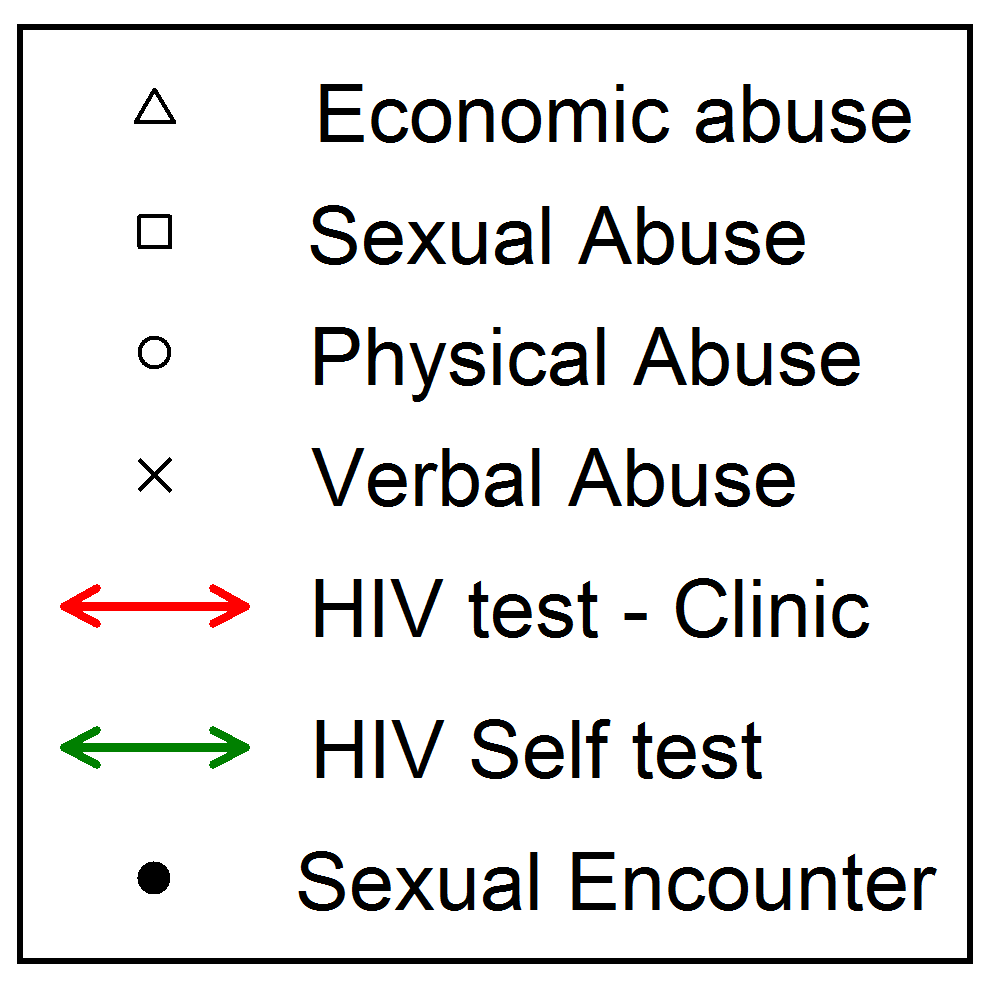 Economic abuse
Sexual Abuse
Physical Abuse
Verbal Abuse
HIV test - Clinic
HIV Self test
Sexual Encounter